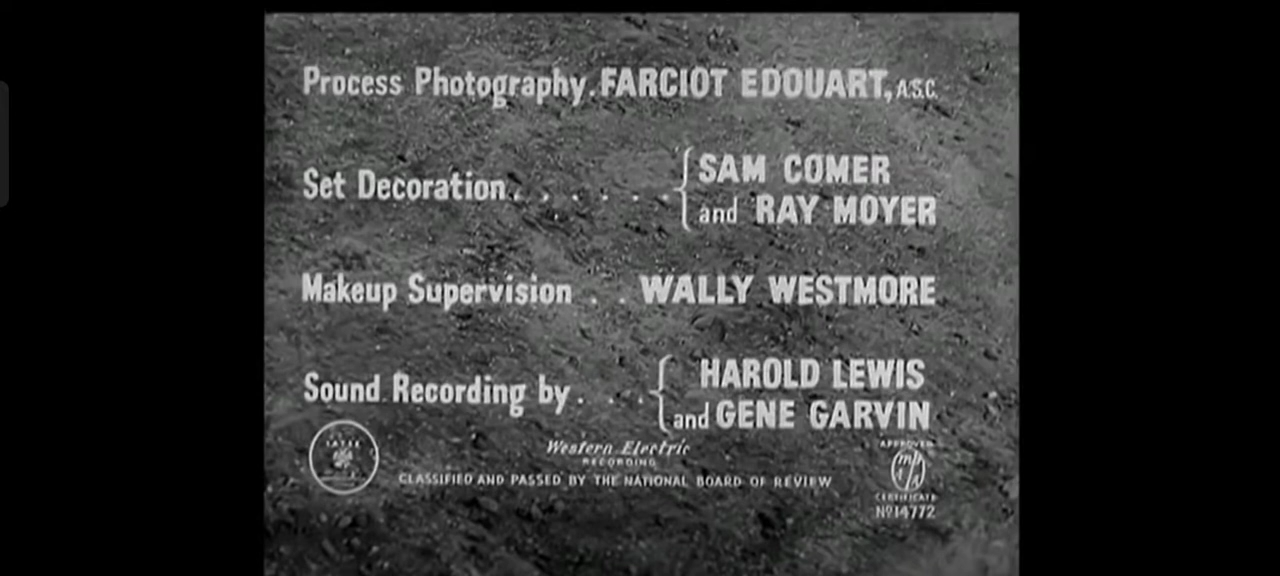 Process Photography. FARCIOT EDOUART, A.S.C.
Set Decoration. . . . . . { SAM COMER
and RAY MOYER
Makeup Supervision . . WALLY WESTMORE
Sound Recording by. . . . { HAROLD LEWIS
and GENE GARVIN
Western Electric
RECORDING
CLASSIFIED AND PASSED BY THE NATIONAL BOARD OF REVIEW
APPROVED
CERTIFICATE
Nº14772